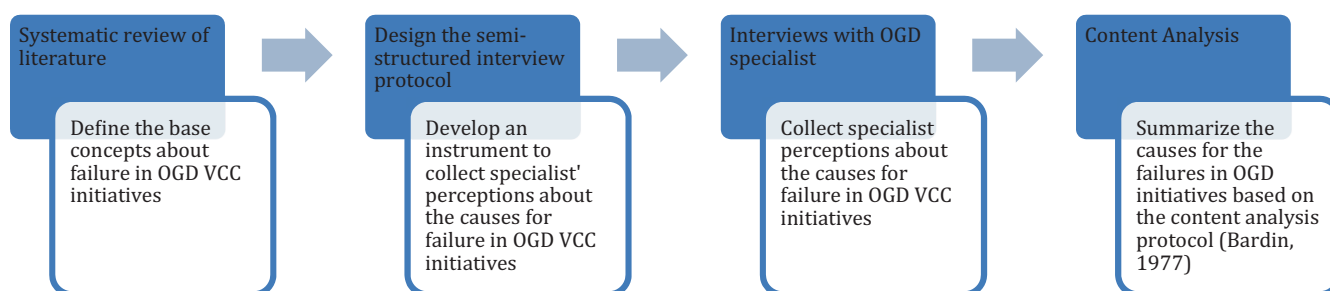 Systematic review of
literature
Define the base
concepts about
failure in OGD VCC
initiatives
Design the semi-
structured interview
protocol
Develop an
instrument to
collect specialist'
perceptions about
the causes for
failure in OGD VCC
initiatives
Interviews with OGD
specialist
Collect specialist
perceptions about
the causes for
failure in OGD VCC
initiatives
Content Analysis
Summarize the
causes for the
failures in OGD
initiatives based on
the content analysis
protocol (Bardin,
1977)